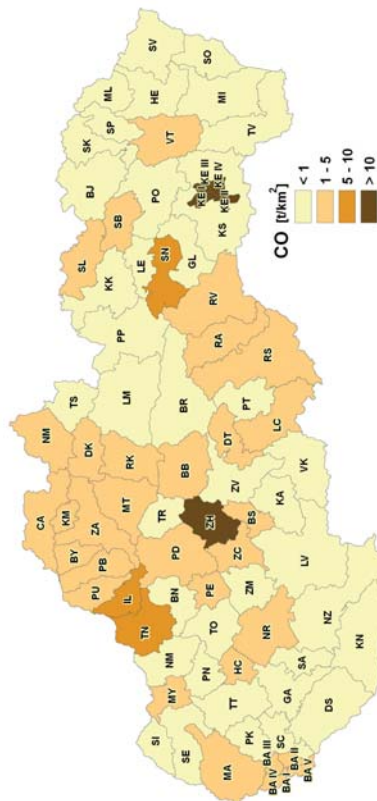 CA
NM
BY
KM
DK
TS
PU
PB
ZA
MT
RK
LM
PP
KK
SL
SB
BJ
SK
SP
ML
SV
SI
MY
NM
TN
IL
PD
TR
BB
BR
LE
SN
GL
PO
VT
HE
SO
SE
BN
PE
ZH
ZV
DT
PT
RA
RV
KS
KE I
KE III
KE IV
KE II
TV
MI
MA
PK
TT
PN
HC
TO
ZM
ZC
BS
KA
VK
LC
RS
BA III
BA IV
BA I
BA II
BA V
SC
GA
SA
NR
NZ
LV
DS
KN
CO [t/km²]
< 1
1 - 5
5 - 10
> 10